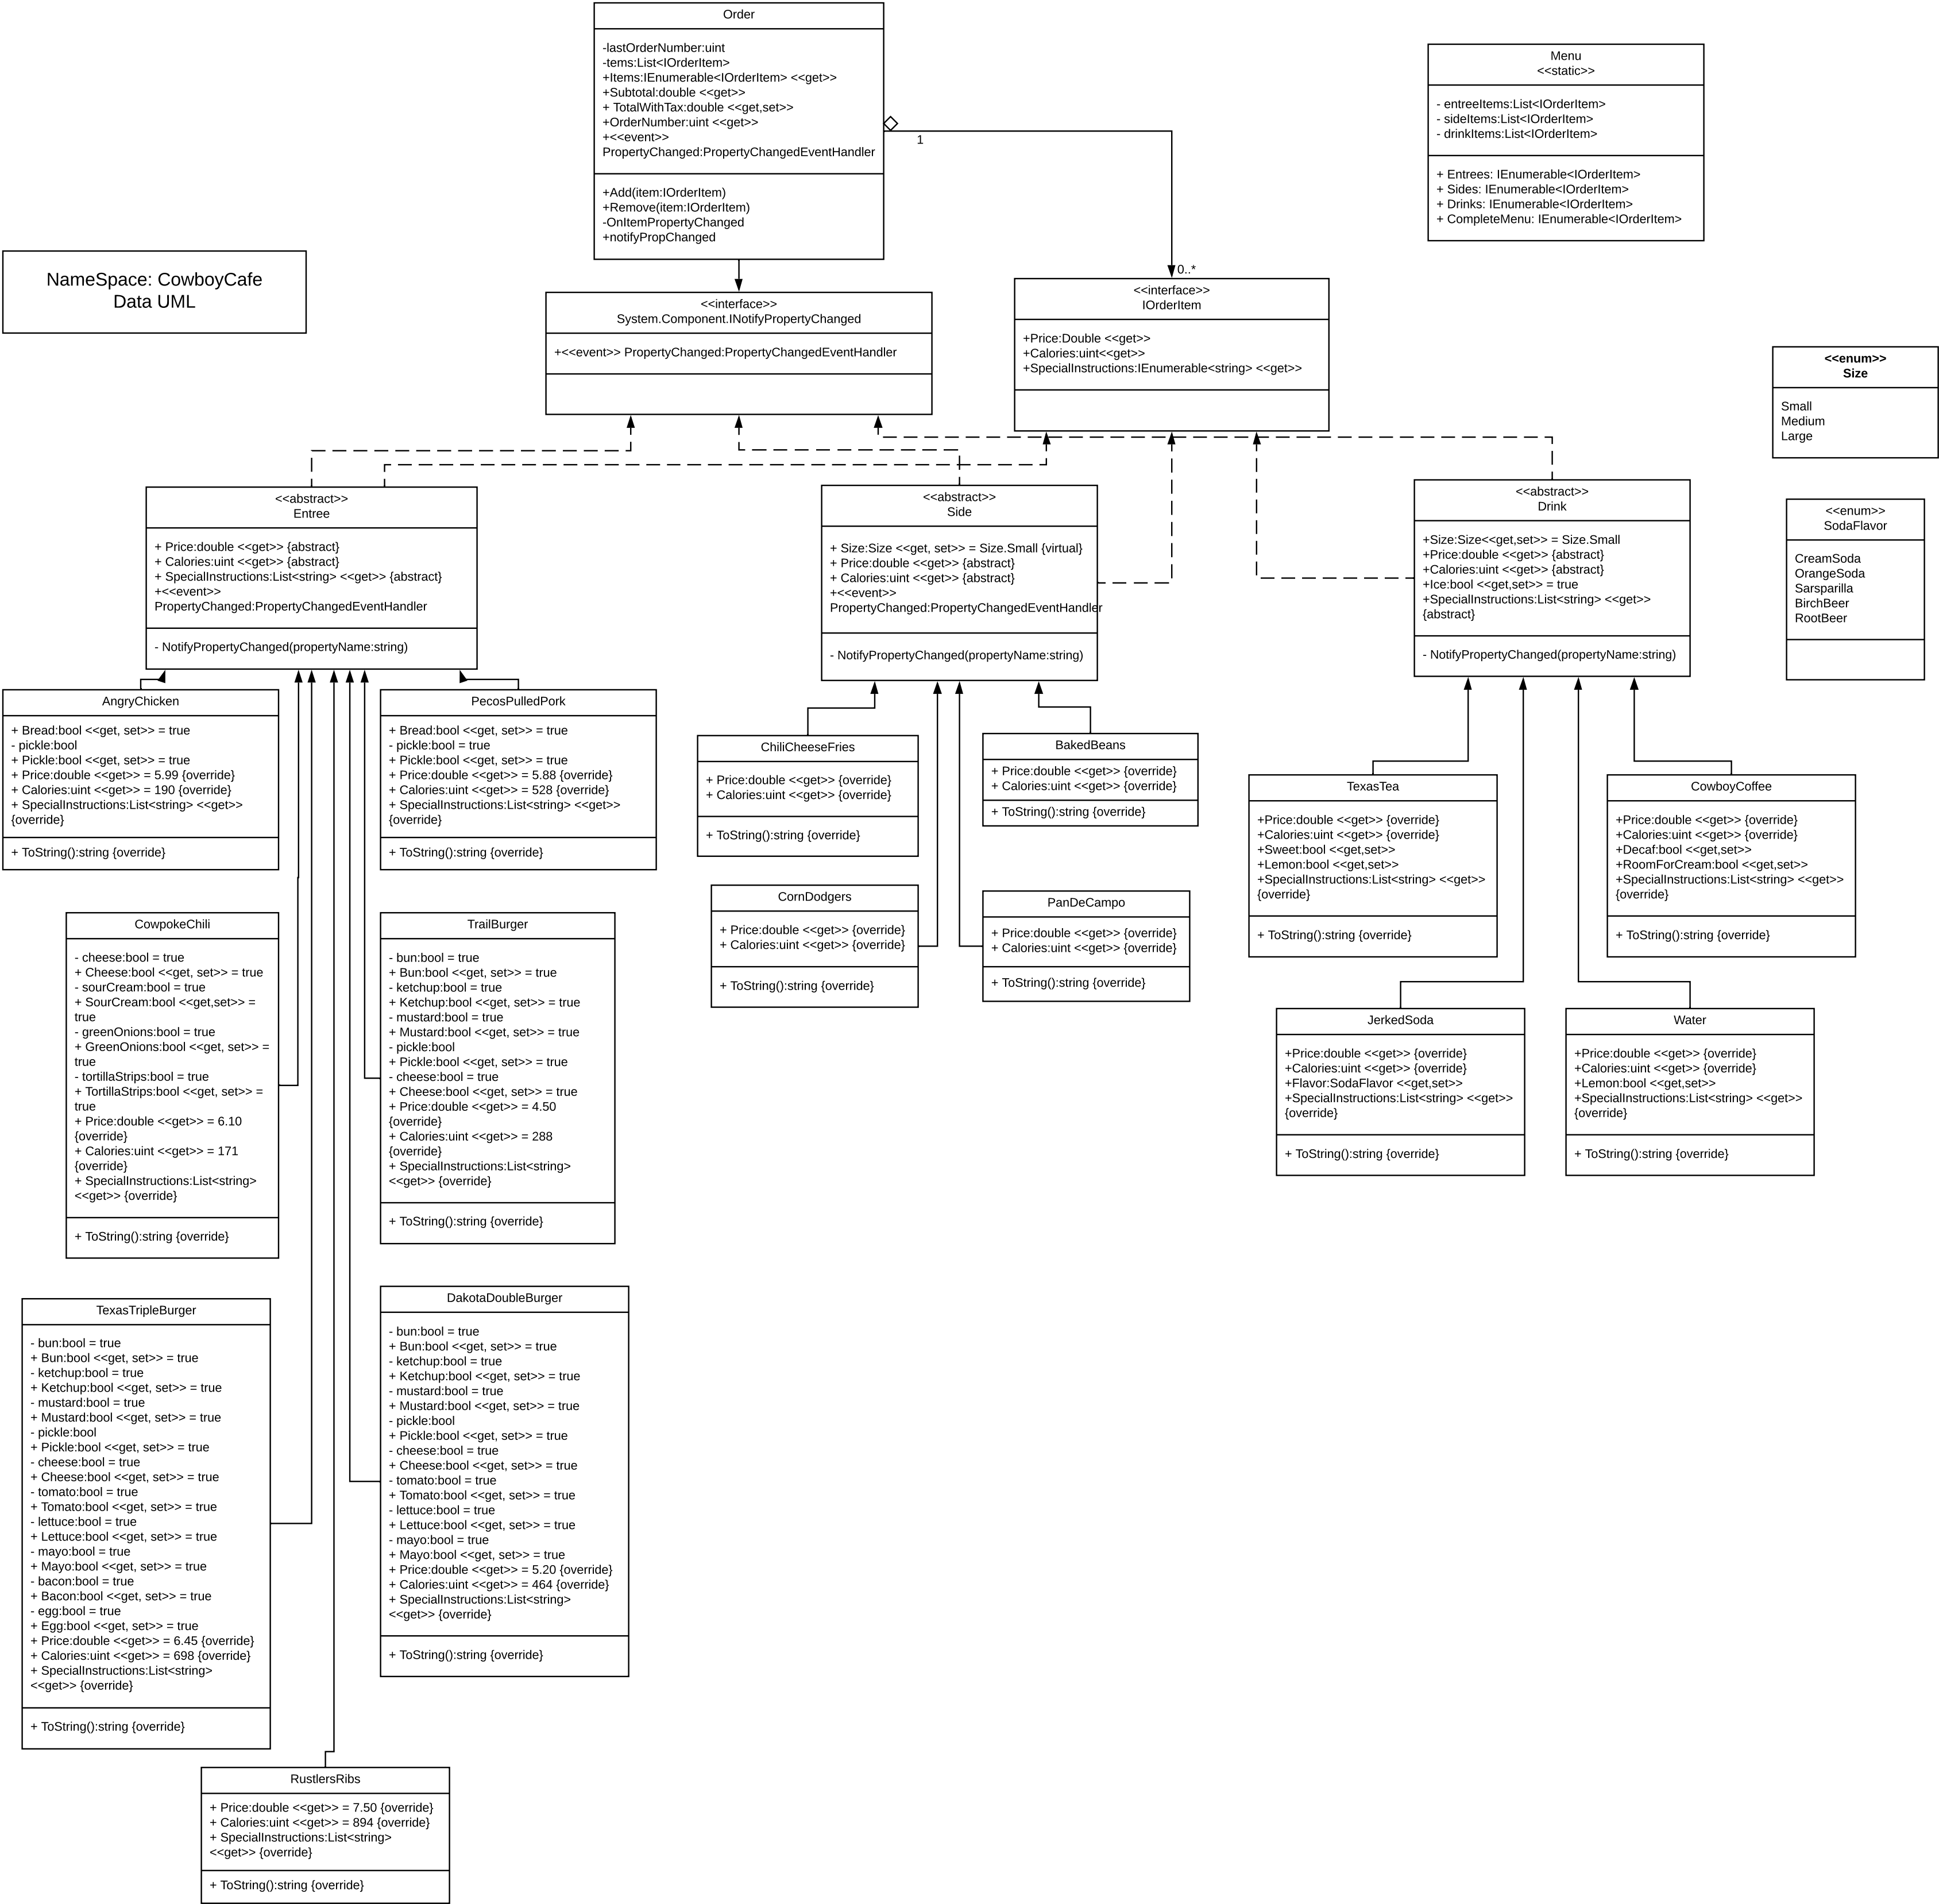 Order
-lastOrderNumber:uint
-tems:List<IOrderItem>
+Items:IEnumerable<IOrderItem> <<get>>
+Subtotal:double <<get>>
+ TotalWithTax:double <<get,set>>
+OrderNumber:uint <<get>>
+<<event>>
PropertyChanged:PropertyChangedEventHandler
+Add(item:IOrderItem)
+Remove(item:IOrderItem)
-OnItemPropertyChanged
+notifyPropChanged
1
0..*
Menu
<<static>>
- entreeItems:List<IOrderItem>
- sideItems:List<IOrderItem>
- drinkItems:List<IOrderItem>
+ Entrees: IEnumerable<IOrderItem>
+ Sides: IEnumerable<IOrderItem>
+ Drinks: IEnumerable<IOrderItem>
+ CompleteMenu: IEnumerable<IOrderItem>
NameSpace: CowboyCafe
Data UML
<<interface>>
System.Component.INotifyPropertyChanged
+<<event>> PropertyChanged:PropertyChangedEventHandler
<<interface>>
IOrderItem
+Price:Double <<get>>
+Calories:uint<<get>>
+SpecialInstructions:IEnumerable<string> <<get>>
<<enum>>
Size
Small
Medium
Large
<<enum>>
SodaFlavor
CreamSoda
OrangeSoda
Sarsparilla
BirchBeer
RootBeer
<<abstract>>
Entree
+ Price:double <<get>> {abstract}
+ Calories:uint <<get>> {abstract}
+ SpecialInstructions:List<string> <<get>> {abstract}
+<<event>>
PropertyChanged:PropertyChangedEventHandler
- NotifyPropertyChanged(propertyName:string)
<<abstract>>
Side
+ Size:Size <<get, set>> = Size.Small {virtual}
+ Price:double <<get>> {abstract}
+ Calories:uint <<get>> {abstract}
+<<event>>
PropertyChanged:PropertyChangedEventHandler
- NotifyPropertyChanged(propertyName:string)
<<abstract>>
Drink
+Size:Size<<get,set>> = Size.Small
+Price:double <<get>> {abstract}
+Calories:uint <<get>> {abstract}
+Ice:bool <<get,set>> = true
+SpecialInstructions:List<string> <<get>>
{abstract}
- NotifyPropertyChanged(propertyName:string)
AngryChicken
+ Bread:bool <<get, set>> = true
- pickle:bool
+ Pickle:bool <<get, set>> = true
+ Price:double <<get>> = 5.99 {override}
+ Calories:uint <<get>> = 190 {override}
+ SpecialInstructions:List<string> <<get>>
{override}
+ ToString():string {override}
PecosPulledPork
+ Bread:bool <<get, set>> = true
- pickle:bool = true
+ Pickle:bool <<get, set>> = true
+ Price:double <<get>> = 5.88 {override}
+ Calories:uint <<get>> = 528 {override}
+ SpecialInstructions:List<string> <<get>>
{override}
+ ToString():string {override}
ChiliCheeseFries
+ Price:double <<get>> {override}
+ Calories:uint <<get>> {override}
+ ToString():string {override}
BakedBeans
+ Price:double <<get>> {override}
+ Calories:uint <<get>> {override}
+ ToString():string {override}
TexasTea
+Price:double <<get>> {override}
+Calories:uint <<get>> {override}
+Sweet:bool <<get,set>>
+Lemon:bool <<get,set>>
+SpecialInstructions:List<string> <<get>>
{override}
+ ToString():string {override}
CowboyCoffee
+Price:double <<get>> {override}
+Calories:uint <<get>> {override}
+Decaf:bool <<get,set>>
+RoomForCream:bool <<get,set>>
+SpecialInstructions:List<string> <<get>>
{override}
+ ToString():string {override}
CornDodgers
+ Price:double <<get>> {override}
+ Calories:uint <<get>> {override}
+ ToString():string {override}
PanDeCampo
+ Price:double <<get>> {override}
+ Calories:uint <<get>> {override}
+ ToString():string {override}
CowpokeChili
- cheese:bool = true
+ Cheese:bool <<get, set>> = true
- sourCream:bool = true
+ SourCream:bool <<get,set>> =
true
- greenOnions:bool = true
+ GreenOnions:bool <<get, set>> =
true
- tortillaStrips:bool = true
+ TortillaStrips:bool <<get, set>> =
true
+ Price:double <<get>> = 6.10
{override}
+ Calories:uint <<get>> = 171
{override}
+ SpecialInstructions:List<string>
<<get>> {override}
+ ToString():string {override}
TrailBurger
- bun:bool = true
+ Bun:bool <<get, set>> = true
- ketchup:bool = true
+ Ketchup:bool <<get, set>> = true
- mustard:bool = true
+ Mustard:bool <<get, set>> = true
- pickle:bool
+ Pickle:bool <<get, set>> = true
- cheese:bool = true
+ Cheese:bool <<get, set>> = true
+ Price:double <<get>> = 4.50
{override}
+ Calories:uint <<get>> = 288
{override}
+ SpecialInstructions:List<string>
<<get>> {override}
+ ToString():string {override}
JerkedSoda
+Price:double <<get>> {override}
+Calories:uint <<get>> {override}
+Flavor:SodaFlavor <<get,set>>
+SpecialInstructions:List<string> <<get>>
{override}
+ ToString():string {override}
Water
+Price:double <<get>> {override}
+Calories:uint <<get>> {override}
+Lemon:bool <<get,set>>
+SpecialInstructions:List<string> <<get>>
{override}
+ ToString():string {override}
TexasTripleBurger
- bun:bool = true
+ Bun:bool <<get, set>> = true
- ketchup:bool = true
+ Ketchup:bool <<get, set>> = true
- mustard:bool = true
+ Mustard:bool <<get, set>> = true
- pickle:bool
+ Pickle:bool <<get, set>> = true
- cheese:bool = true
+ Cheese:bool <<get, set>> = true
- tomato:bool = true
+ Tomato:bool <<get, set>> = true
- lettuce:bool = true
+ Lettuce:bool <<get, set>> = true
- mayo:bool = true
+ Mayo:bool <<get, set>> = true
- bacon:bool = true
+ Bacon:bool <<get, set>> = true
- egg:bool = true
+ Egg:bool <<get, set>> = true
+ Price:double <<get>> = 6.45 {override}
+ Calories:uint <<get>> = 698 {override}
+ SpecialInstructions:List<string>
<<get>> {override}
+ ToString():string {override}
DakotaDoubleBurger
- bun:bool = true
+ Bun:bool <<get, set>> = true
- ketchup:bool = true
+ Ketchup:bool <<get, set>> = true
- mustard:bool = true
+ Mustard:bool <<get, set>> = true
- pickle:bool
+ Pickle:bool <<get, set>> = true
- cheese:bool = true
+ Cheese:bool <<get, set>> = true
- tomato:bool = true
+ Tomato:bool <<get, set>> = true
- lettuce:bool = true
+ Lettuce:bool <<get, set>> = true
- mayo:bool = true
+ Mayo:bool <<get, set>> = true
+ Price:double <<get>> = 5.20 {override}
+ Calories:uint <<get>> = 464 {override}
+ SpecialInstructions:List<string>
<<get>> {override}
+ ToString():string {override}
RustlersRibs
+ Price:double <<get>> = 7.50 {override}
+ Calories:uint <<get>> = 894 {override}
+ SpecialInstructions:List<string>
<<get>> {override}
+ ToString():string {override}